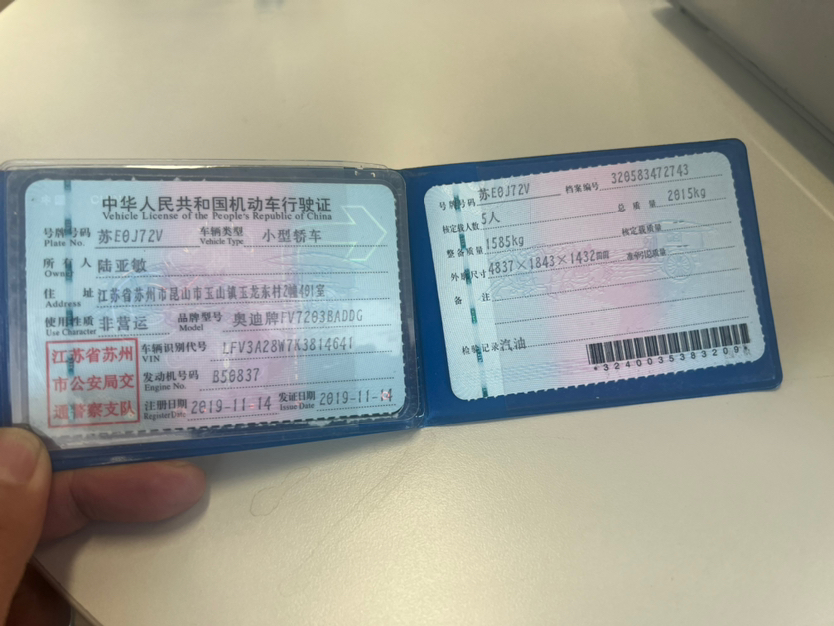 中华人民共和国机动车行驶证
Vehicle License of the People's Republic of China
号牌号码 苏E0J72V 车辆类型 小型轿车
Plate No. Vehicle Type
所有人 陆亚敏
Owner
住址 江苏省苏州市昆山市玉山镇玉龙东村2幢401室
Address
使用性质 非营运 品牌型号 奥迪牌FV7203BADDG
Use Character Model
江苏省苏州
市公安局交
通警察支队
车辆识别代号 LFV3A28W7K3814641
VIN
发动机号码 B50837
Engine No.
注册日期 2019-11-14 发证日期 2019-11-14
Register Date Issue Date
号牌号码 苏E0J72V 档案编号 320583472743
核定载人数 5人 总质量 2015kg
整备质量 1585kg 核定载质量 --
外廓尺寸 4837×1843×1432mm 准牵引总质量 --
备注
检验记录 汽油
*3240035383209*